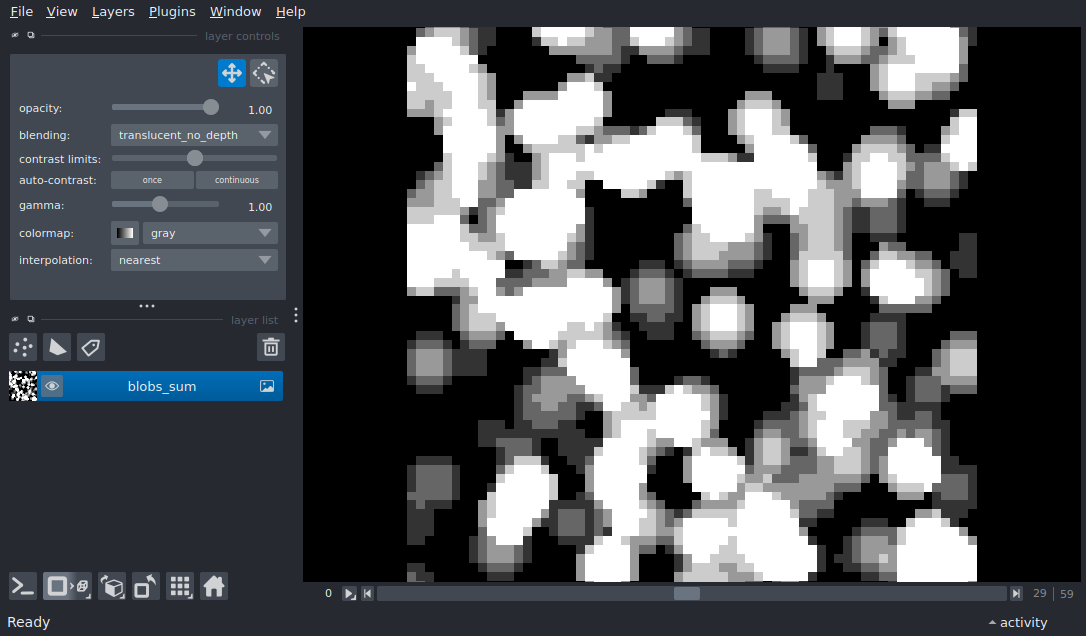 File View Layers Plugins Window Help
layer controls
opacity: 1.00
blending: translucent_no_depth
contrast limits:
auto-contrast: once continuous
gamma: 1.00
colormap: gray
interpolation: nearest
layer list
blobs_sum
0 29 59
Ready activity